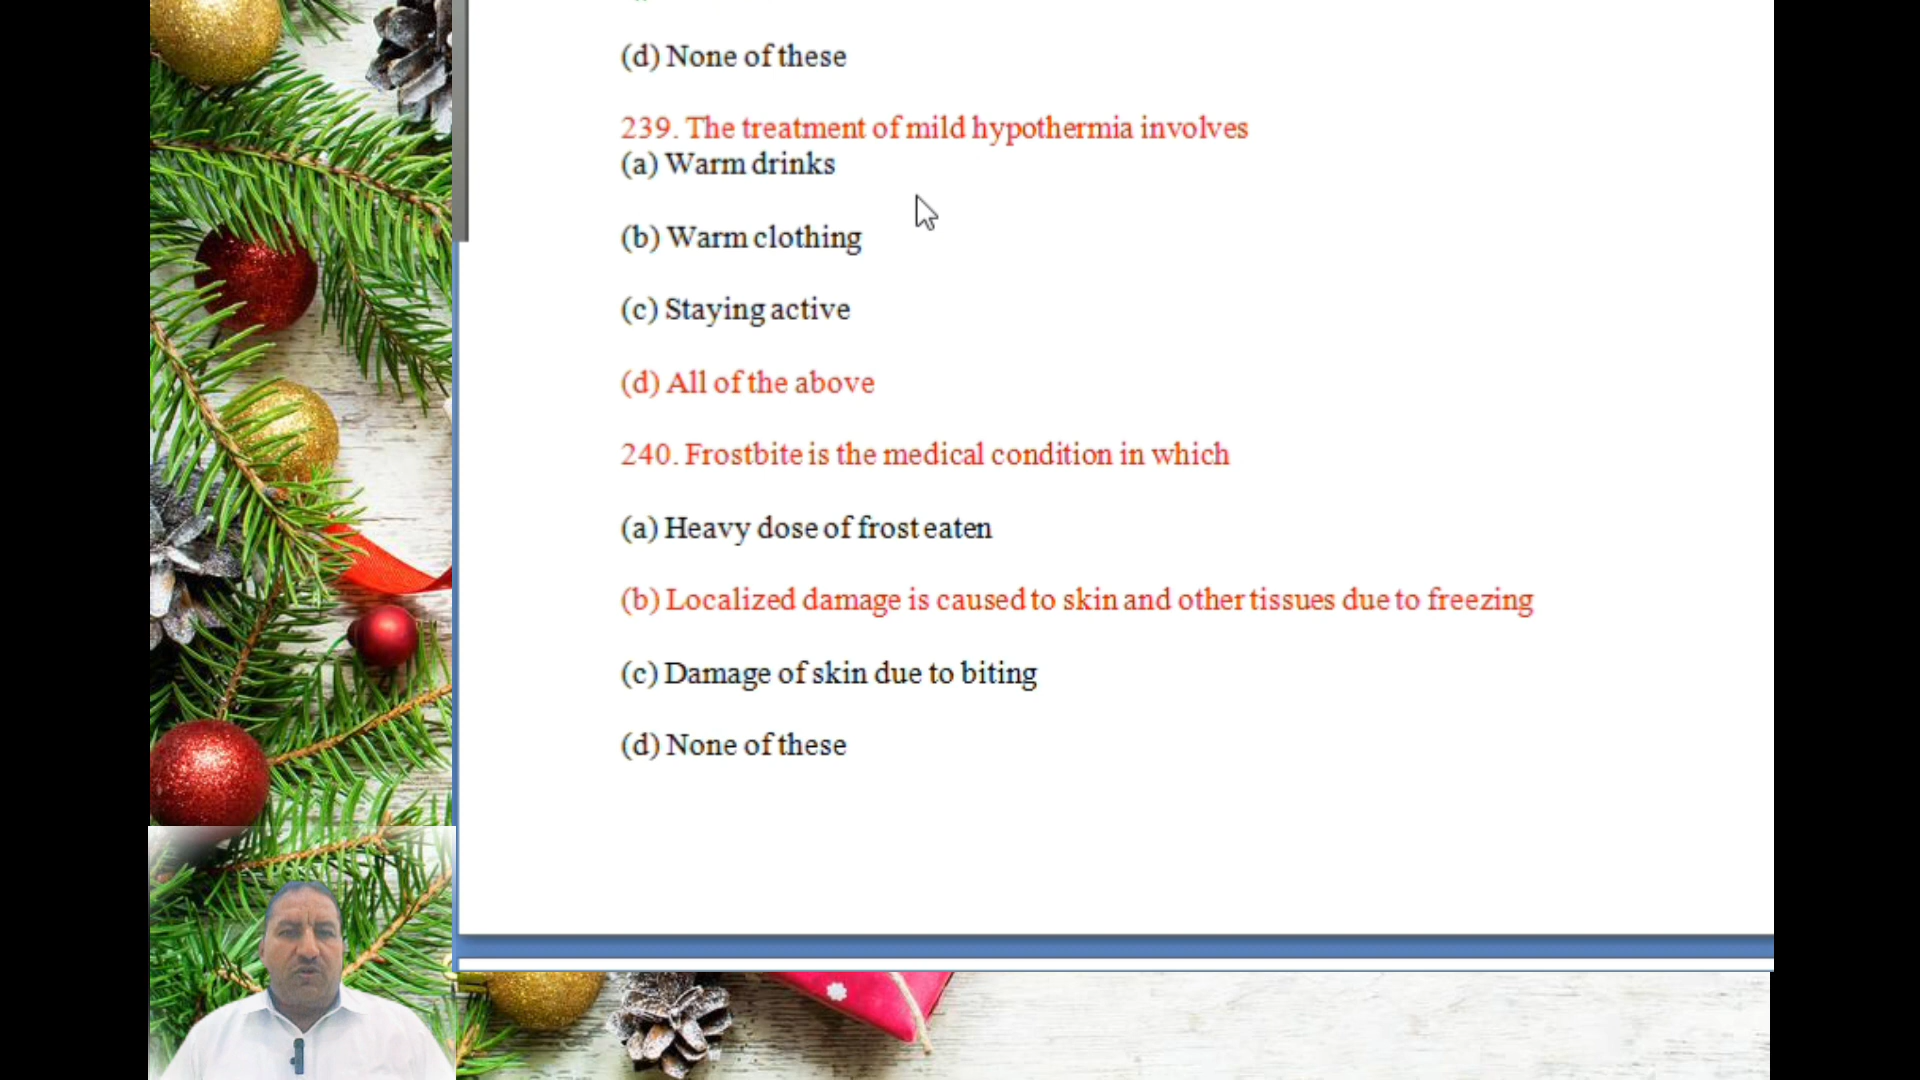 (d) None of these
239. The treatment of mild hypothermia involves
(a) Warm drinks
(b) Warm clothing
(c) Staying active
(d) All of the above
240. Frostbite is the medical condition in which
(a) Heavy dose of frost eaten
(b) Localized damage is caused to skin and other tissues due to freezing
(c) Damage of skin due to biting
(d) None of these